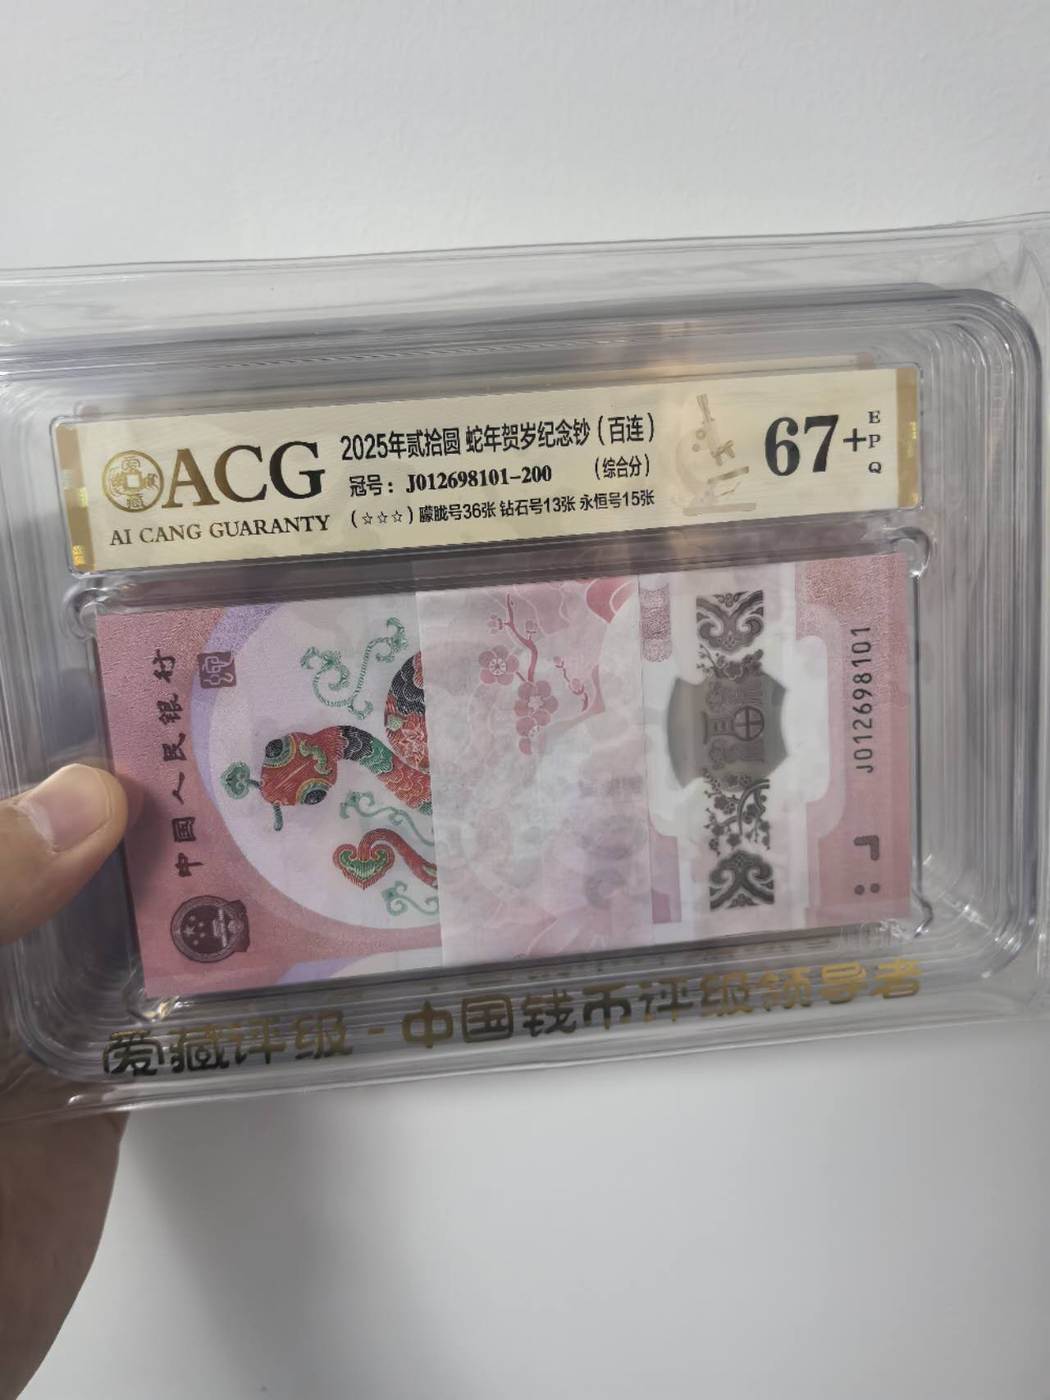 ACG
AI CANG GUARANTY
2025年贰拾圆 蛇年贺岁纪念钞(百连)
冠号: J012698101-200 (综合分)
(☆☆☆)朦胧号36张 钻石号13张 永恒号15张
67+
EPQ
中国人民银行
J012698101
爱藏评级-中国钱币评级领导者